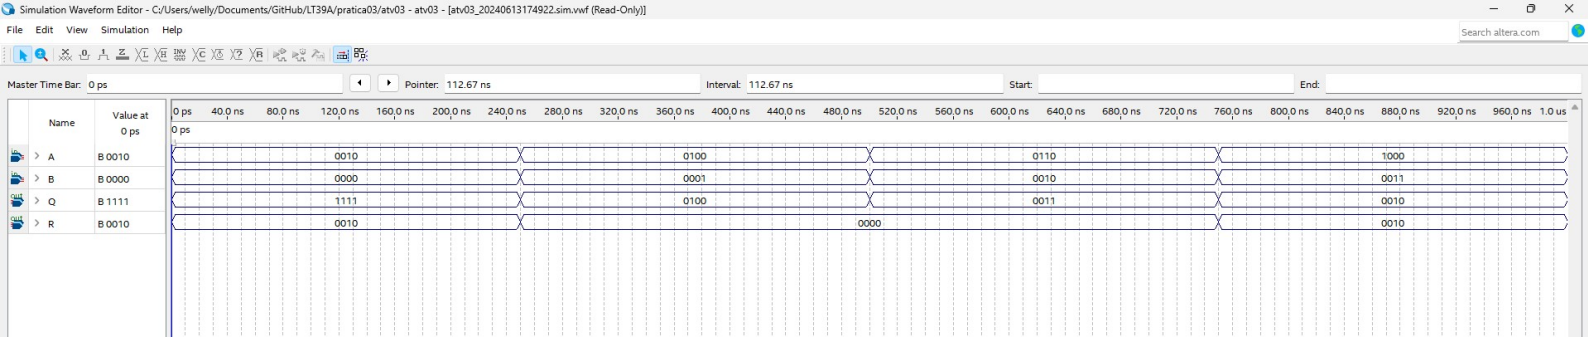 Simulation Waveform Editor - C:/Users/welly/Documents/GitHub/LT39A/pratica03/atv03 - atv03 - [atv03_20240613174922.sim.vwf (Read-Only)]
File Edit View Simulation Help
Search altera.com
Master Time Bar: 0 ps Pointer: 112.67 ns Interval: 112.67 ns Start: End:
Name Value at 0 ps
0 ps 40.0 ns 80.0 ns 120.0 ns 160.0 ns 200.0 ns 240.0 ns 280.0 ns 320.0 ns 360.0 ns 400.0 ns 440.0 ns 480.0 ns 520.0 ns 560.0 ns 600.0 ns 640.0 ns 680.0 ns 720.0 ns 760.0 ns 800.0 ns 840.0 ns 880.0 ns 920.0 ns 960.0 ns 1.0 us
0 ps
A B 0010 0010 0100 0110 1000
B B 0000 0000 0001 0010 0011
Q B 1111 1111 0100 0011 0010
R B 0010 0010 0000 0010